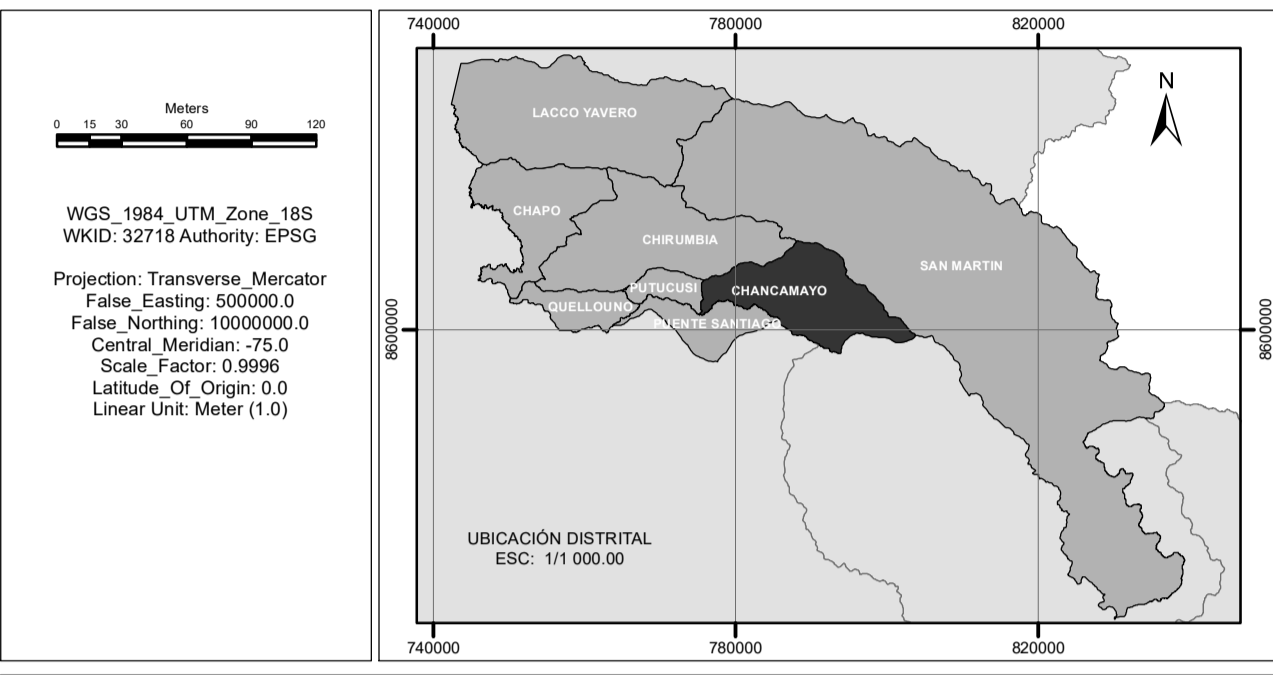 Meters
0 15 30 60 90 120
WGS_1984_UTM_Zone_18S
WKID: 32718 Authority: EPSG
Projection: Transverse_Mercator
False_Easting: 500000.0
False_Northing: 10000000.0
Central_Meridian: -75.0
Scale_Factor: 0.9996
Latitude_Of_Origin: 0.0
Linear Unit: Meter (1.0)
740000 780000 820000
N
LACCO YAVERO
CHAPO
CHIRUMBIA
SAN MARTIN
PUTUCUSI
CHANCAMAYO
QUELLOUNO
PUENTE SANTIAGO
8600000
8600000
UBICACIÓN DISTRITAL
ESC: 1/1 000.00
740000 780000 820000